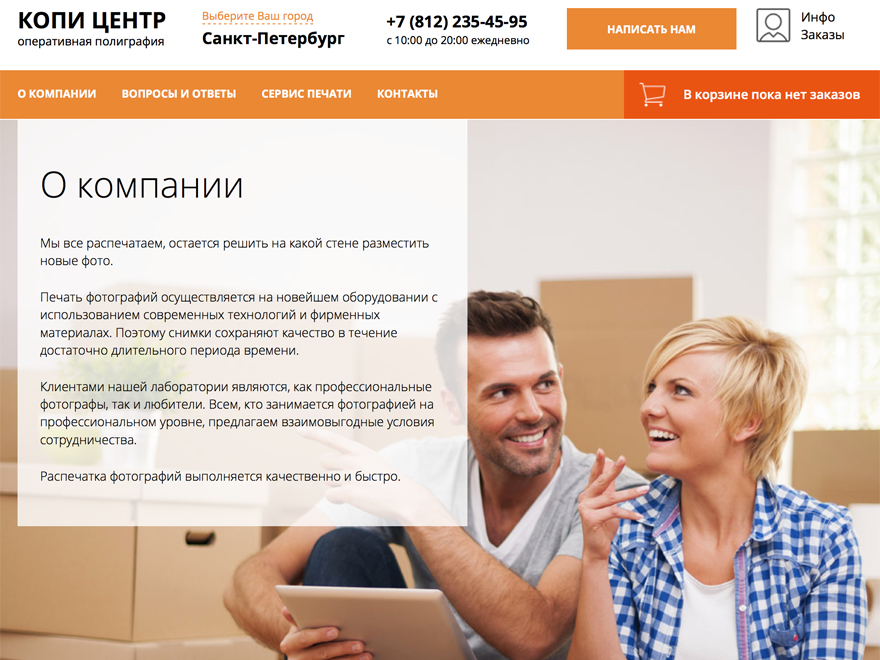 КОПИ ЦЕНТР
оперативная полиграфия
Выберите Ваш город
Санкт-Петербург
+7 (812) 235-45-95
с 10:00 до 20:00 ежедневно
НАПИСАТЬ НАМ
Инфо
Заказы
О КОМПАНИИ
ВОПРОСЫ И ОТВЕТЫ
СЕРВИС ПЕЧАТИ
КОНТАКТЫ
В корзине пока нет заказов
О компании
Мы все распечатаем, остается решить на какой стене разместить
новые фото.
Печать фотографий осуществляется на новейшем оборудовании с
использованием современных технологий и фирменных
материалах. Поэтому снимки сохраняют качество в течение
достаточно длительного периода времени.
Клиентами нашей лаборатории являются, как профессиональные
фотографы, так и любители. Всем, кто занимается фотографией на
профессиональном уровне, предлагаем взаимовыгодные условия
сотрудничества.
Распечатка фотографий выполняется качественно и быстро.